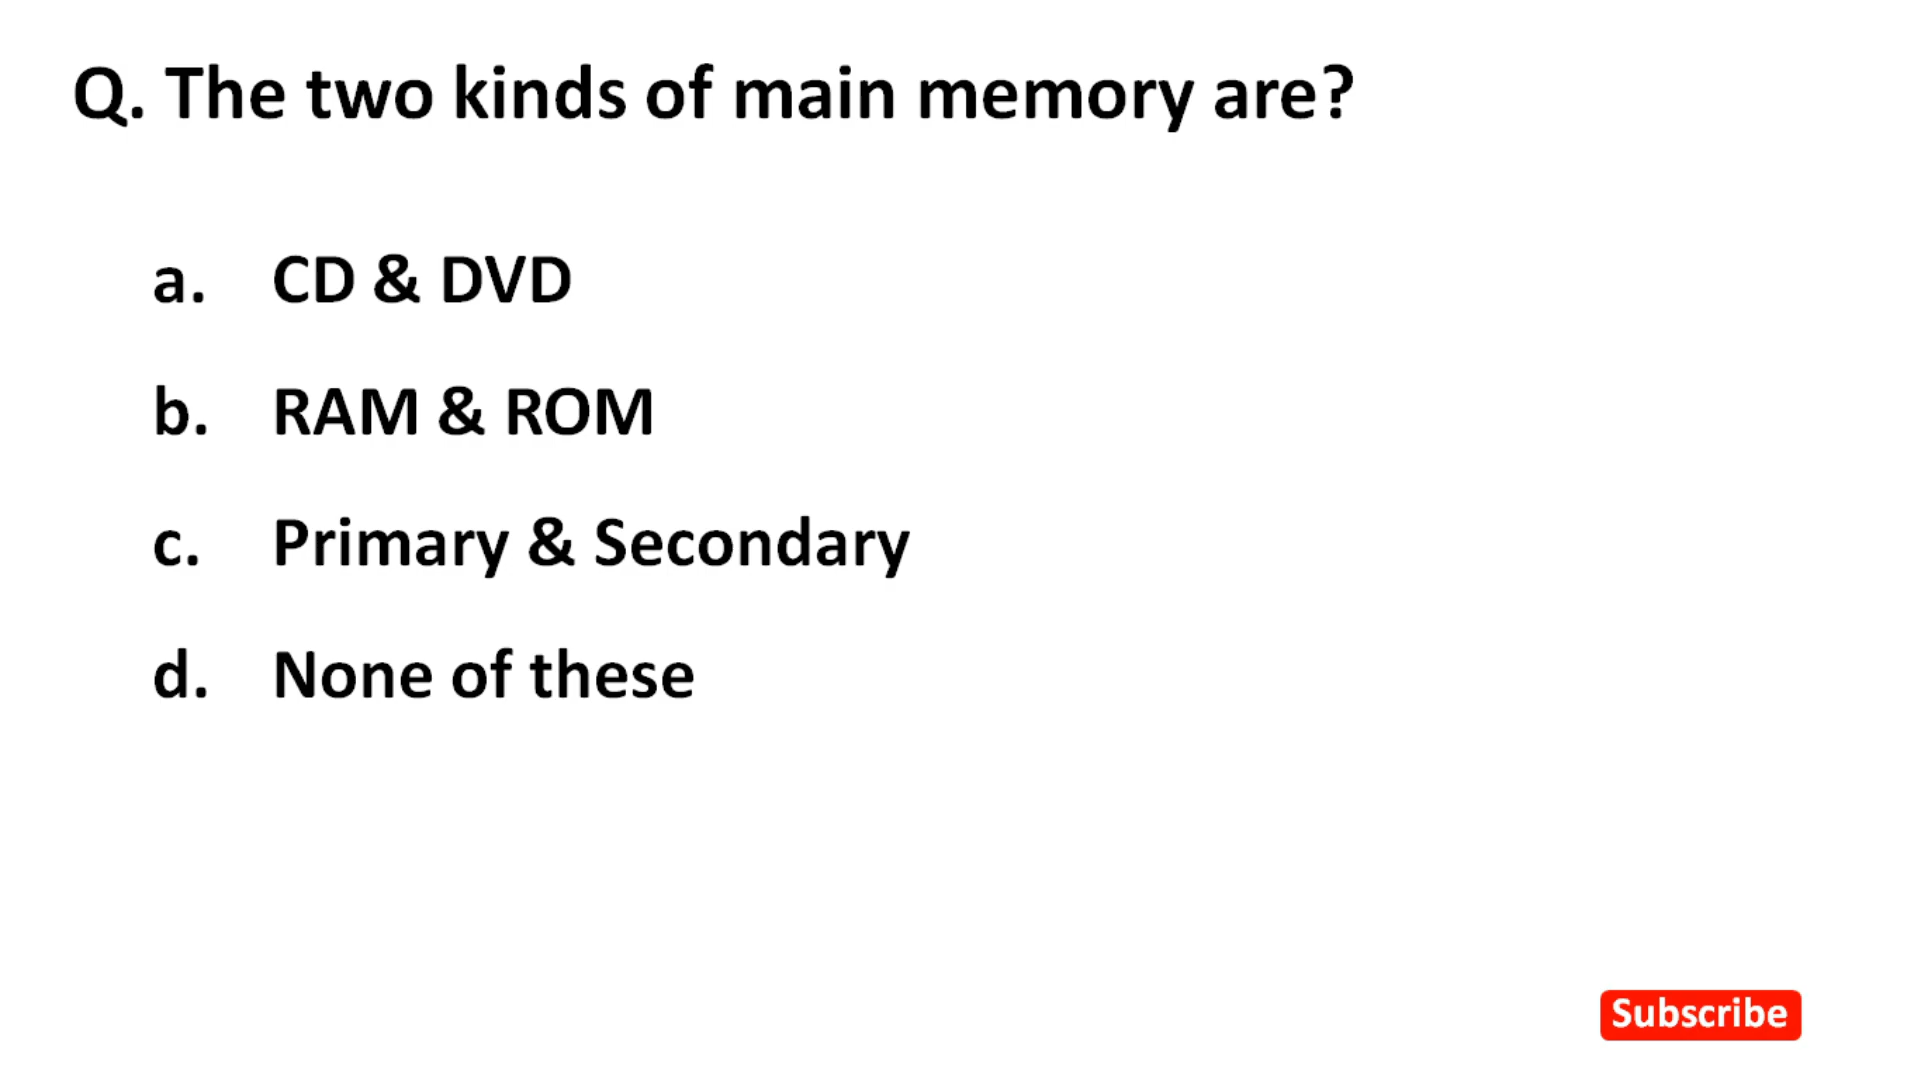 Q. The two kinds of main memory are?
a. CD & DVD
b. RAM & ROM
c. Primary & Secondary
d. None of these
Subscribe